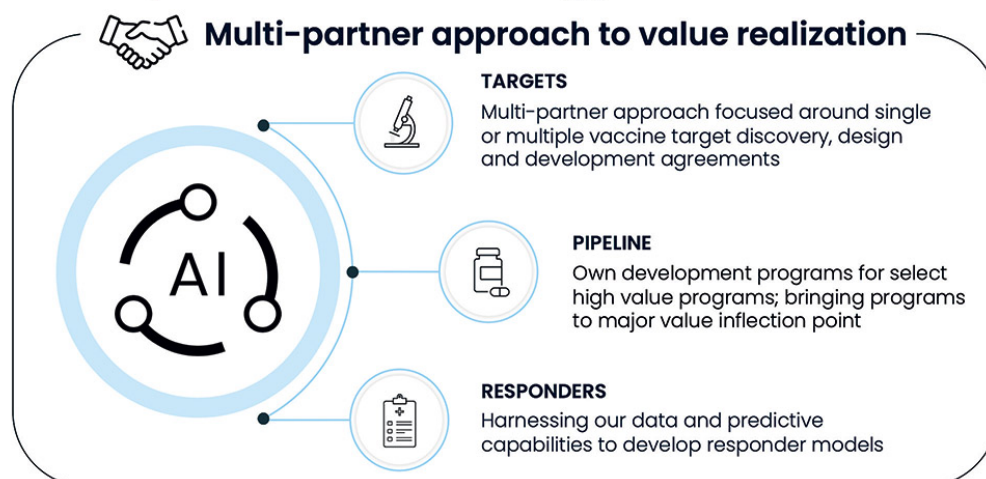 Multi-partner approach to value realization
TARGETS
Multi-partner approach focused around single
or multiple vaccine target discovery, design
and development agreements
AI
PIPELINE
Own development programs for select
high value programs; bringing programs
to major value inflection point
RESPONDERS
Harnessing our data and predictive
capabilities to develop responder models